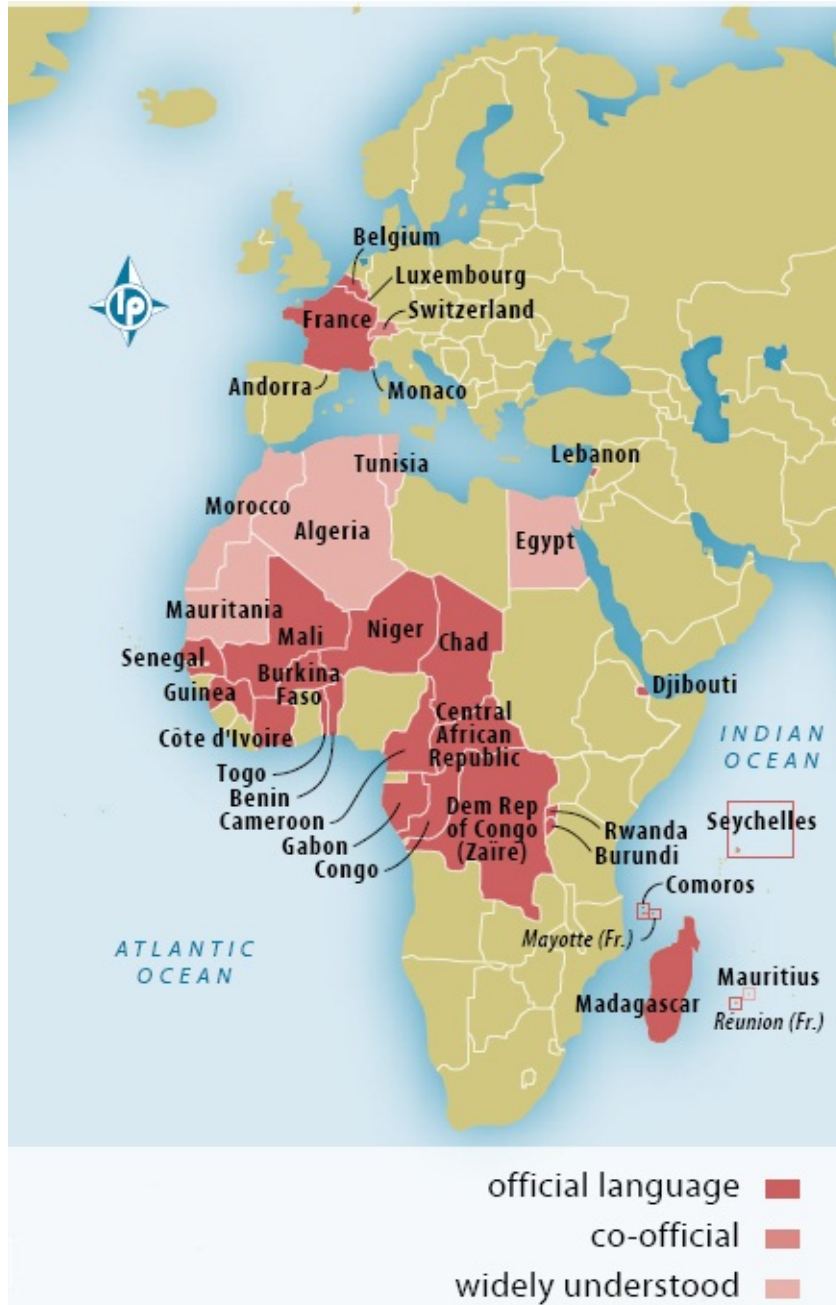 Belgium
Luxembourg
Switzerland
France
Andorra
Monaco
lp
Tunisia
Lebanon
Morocco
Algeria
Egypt
Mauritania
Mali
Niger
Chad
Senegal
Burkina
Faso
Guinea
Djibouti
Côte d'Ivoire
Central
African
Republic
INDIAN
OCEAN
Togo
Benin
Cameroon
Gabon
Congo
Dem Rep
of Congo
(Zaïre)
Rwanda
Burundi
Seychelles
Comoros
Mayotte (Fr.)
ATLANTIC
OCEAN
Madagascar
Mauritius
Réunion (Fr.)
official language
co-official
widely understood